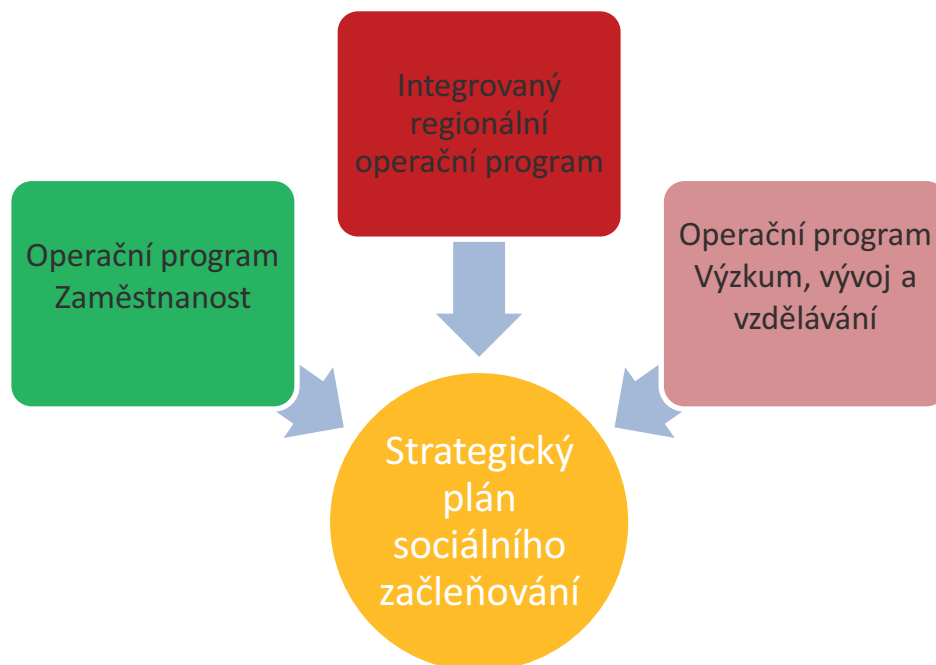 Integrovaný
regionální
operační program
Operační program
Zaměstnanost
Operační program
Výzkum, vývoj a
vzdělávání
Strategický
plán
sociálního
začleňování